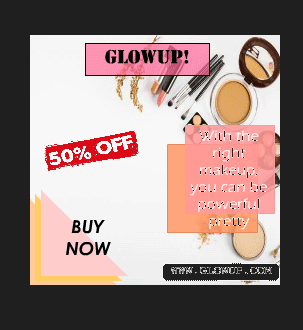 GLOWUP!
50% OFF
With the
right
makeup,
you can be
powerful
pretty
BUY
NOW
WWW.GLOWUP.COM